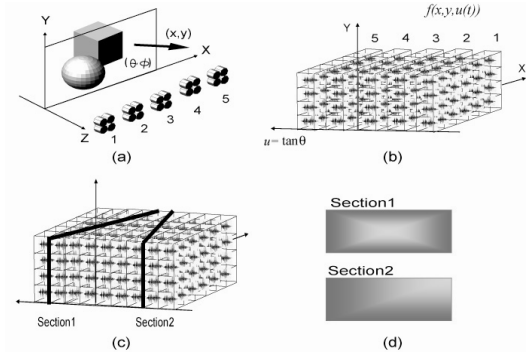 Y
(x,y)
X
(θ,φ)
Z
1 2 3 4 5
(a)
f(x,y,u(t))
Y
5 4 3 2 1
X
u = tanθ
(b)
Section1 Section2
(c)
Section1
Section2
(d)